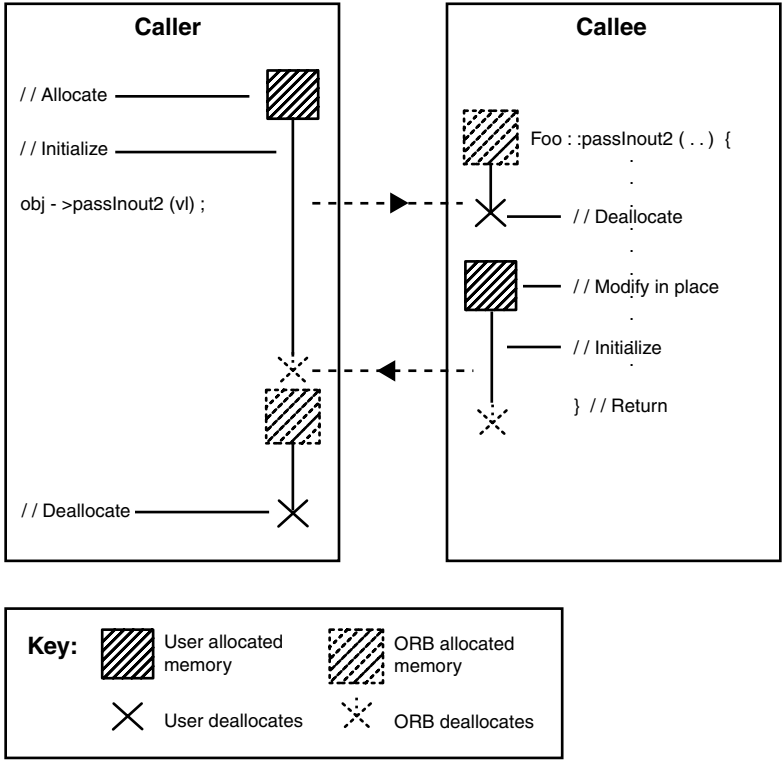 Caller
// Allocate
// Initialize
obj - >passInout2 (vl) ;
// Deallocate
Callee
Foo : :passInout2 ( . . ) {
// Deallocate
// Modify in place
// Initialize
} // Return
Key:
User allocated
memory
ORB allocated
memory
User deallocates
ORB deallocates